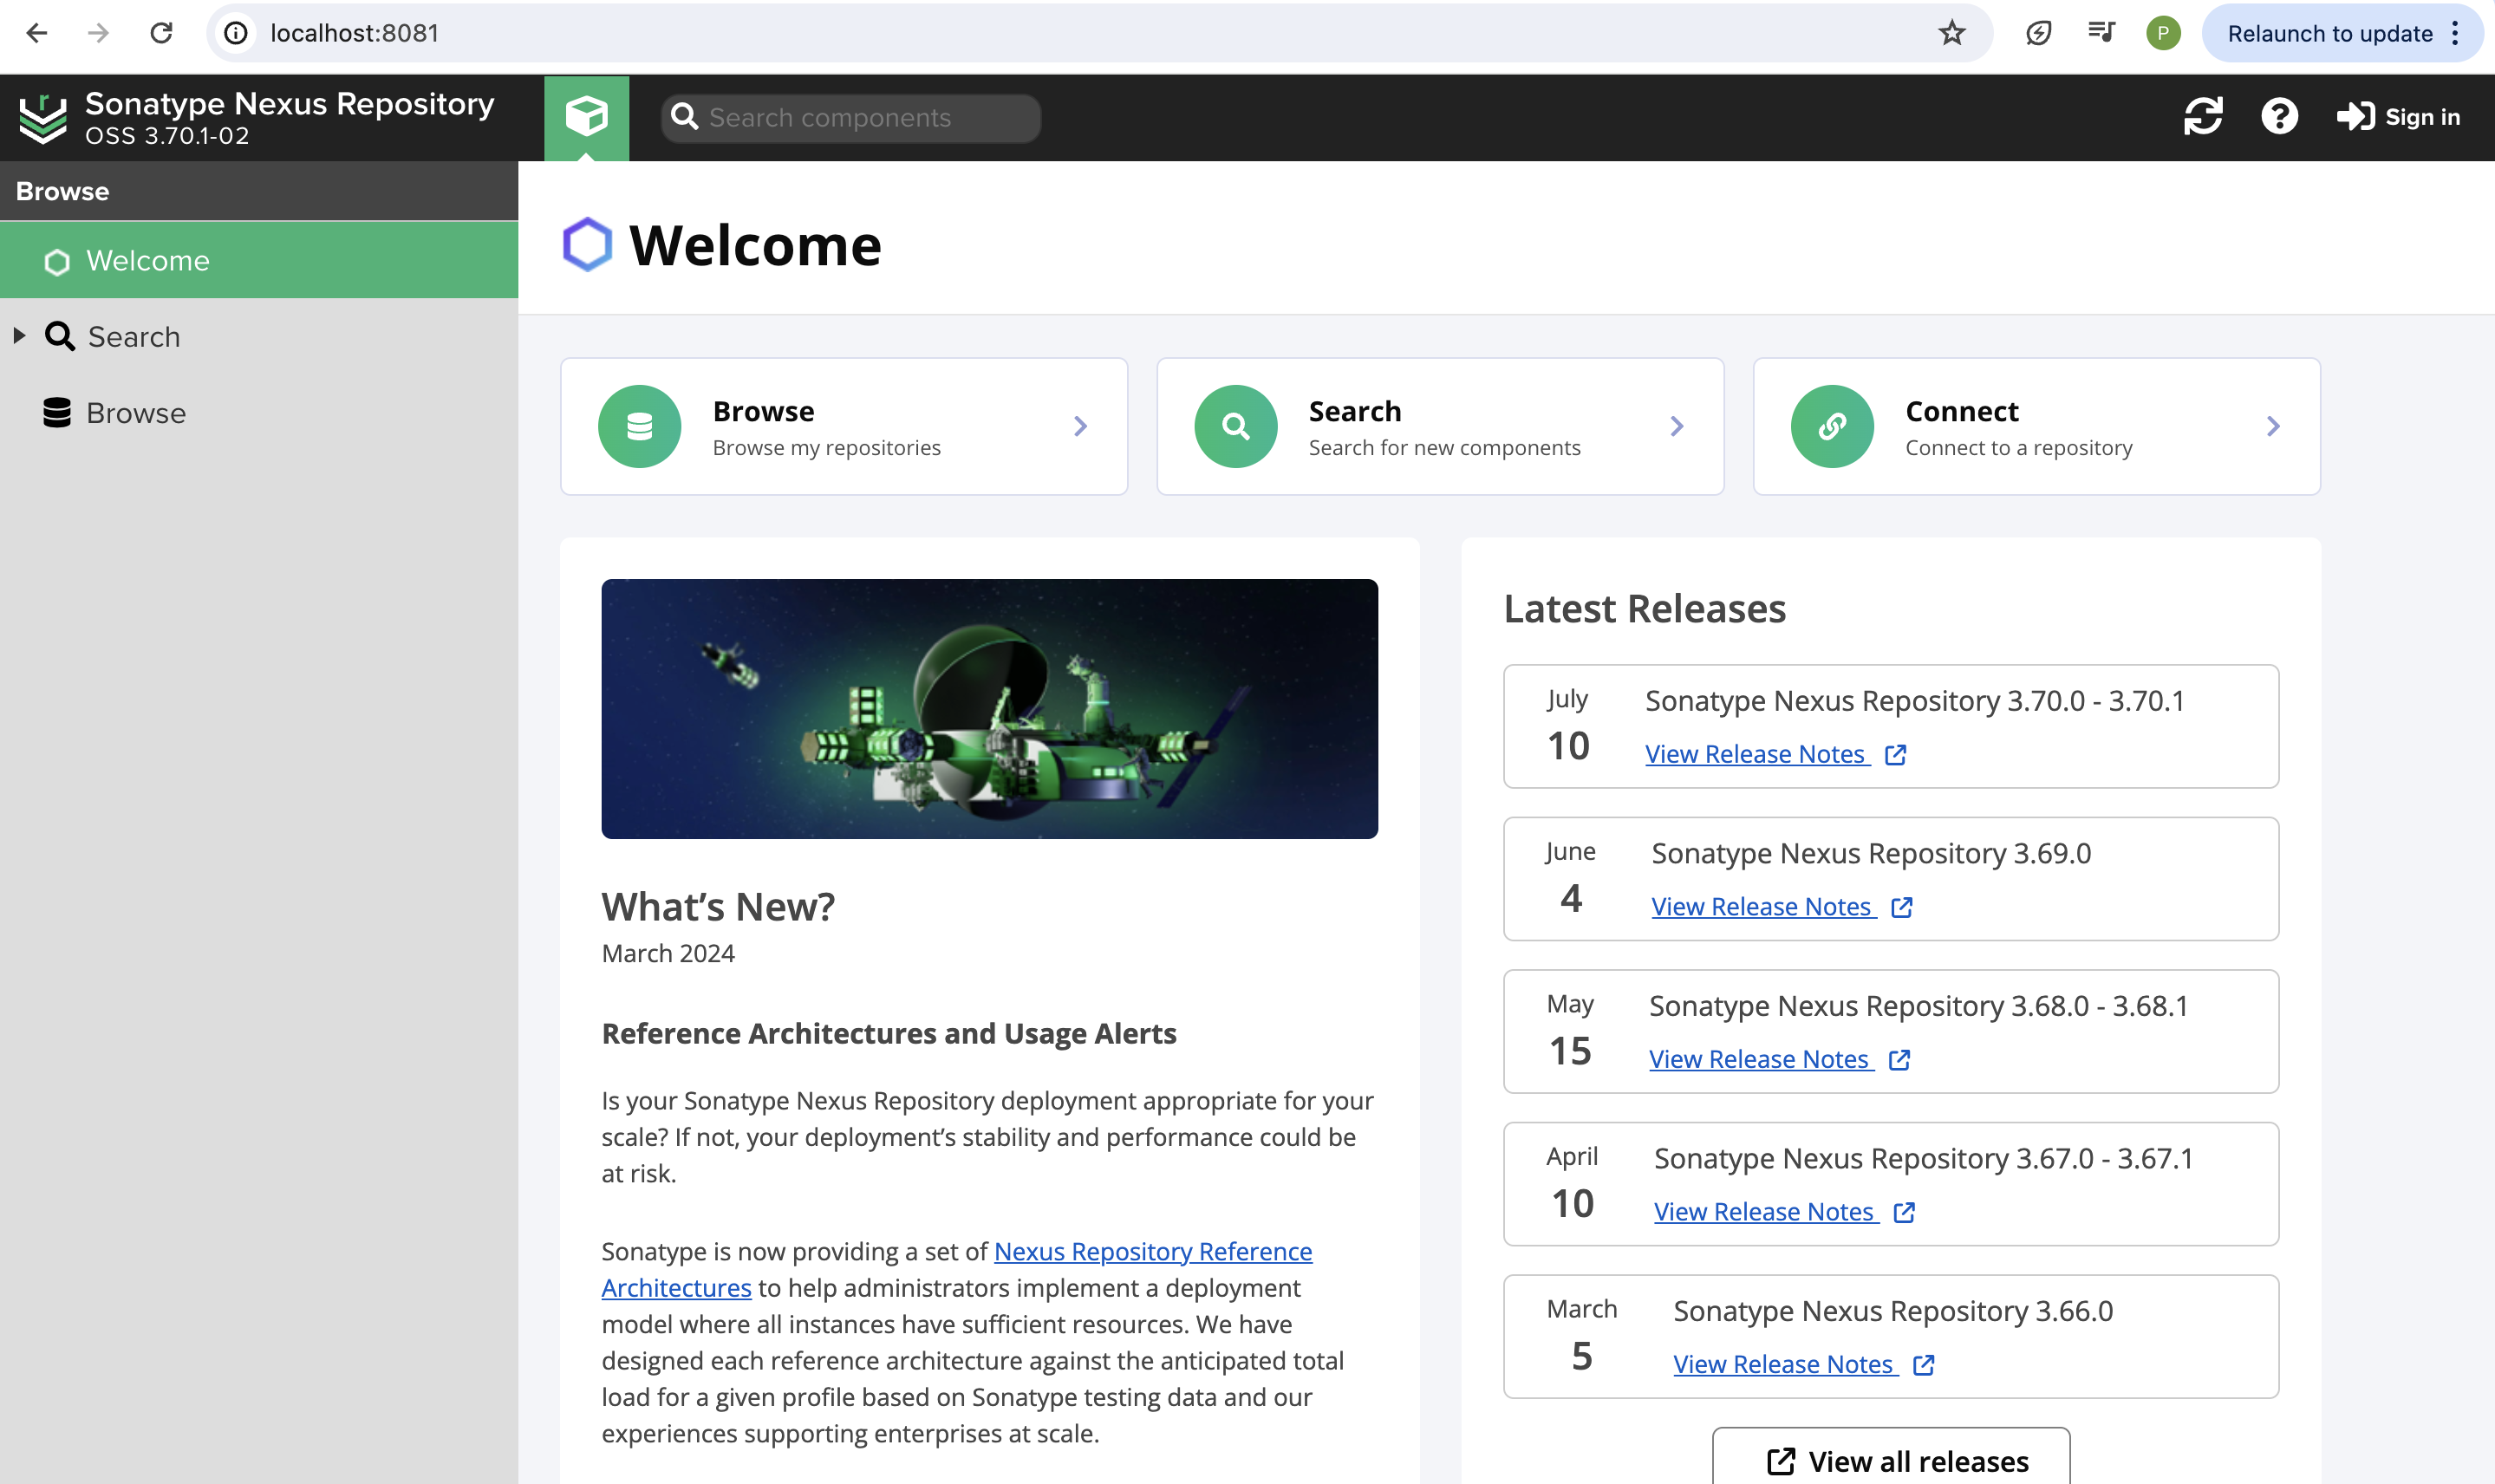 localhost:8081
P
Relaunch to update
Sonatype Nexus Repository
OSS 3.70.1-02
Search components
Sign in
Browse
Welcome
Search
Browse
Welcome
Browse
Browse my repositories
Search
Search for new components
Connect
Connect to a repository
What’s New?
March 2024
Reference Architectures and Usage Alerts
Is your Sonatype Nexus Repository deployment appropriate for your
scale? If not, your deployment’s stability and performance could be
at risk.
Sonatype is now providing a set of Nexus Repository Reference
Architectures to help administrators implement a deployment
model where all instances have sufficient resources. We have
designed each reference architecture against the anticipated total
load for a given profile based on Sonatype testing data and our
experiences supporting enterprises at scale.
Latest Releases
July
10
Sonatype Nexus Repository 3.70.0 - 3.70.1
View Release Notes
June
4
Sonatype Nexus Repository 3.69.0
View Release Notes
May
15
Sonatype Nexus Repository 3.68.0 - 3.68.1
View Release Notes
April
10
Sonatype Nexus Repository 3.67.0 - 3.67.1
View Release Notes
March
5
Sonatype Nexus Repository 3.66.0
View Release Notes
View all releases